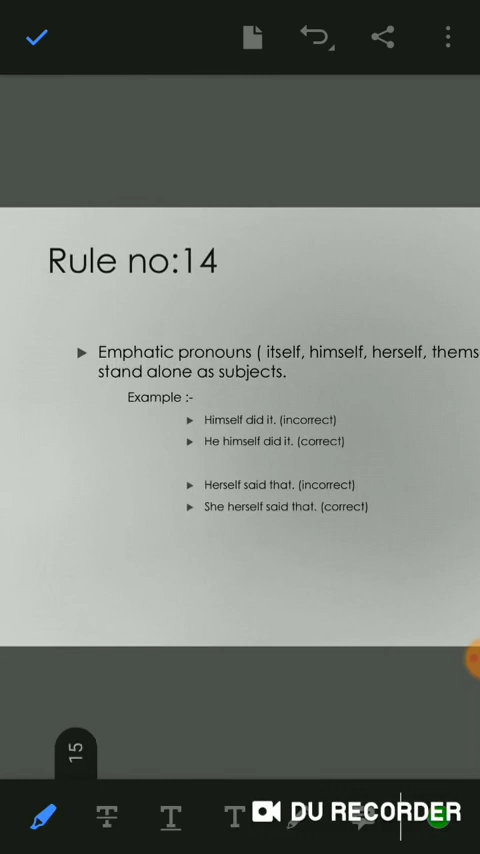 Rule no:14
Emphatic pronouns ( itself, himself, herself, thems
stand alone as subjects.
Example :-
Himself did it. (incorrect)
He himself did it. (correct)
Herself said that. (incorrect)
She herself said that. (correct)
15
T T T
DU RECORDER